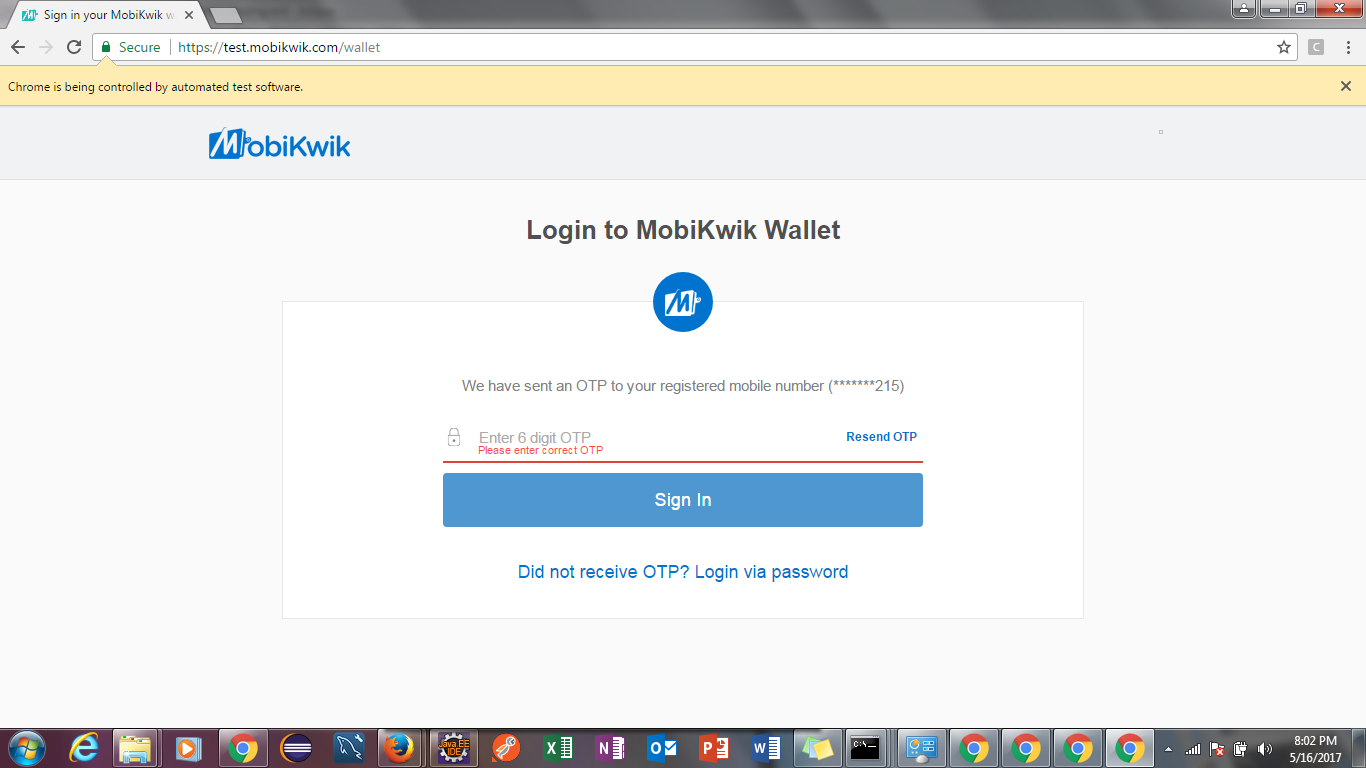 Sign in your MobiKwik w
Secure
https://test.mobikwik.com/wallet
C
Chrome is being controlled by automated test software.
MobiKwik
Login to MobiKwik Wallet
M
We have sent an OTP to your registered mobile number (*******215)
Enter 6 digit OTP
Resend OTP
Please enter correct OTP
Sign In
Did not receive OTP? Login via password
Java EE
IDE
C:\_
8:02 PM
5/16/2017